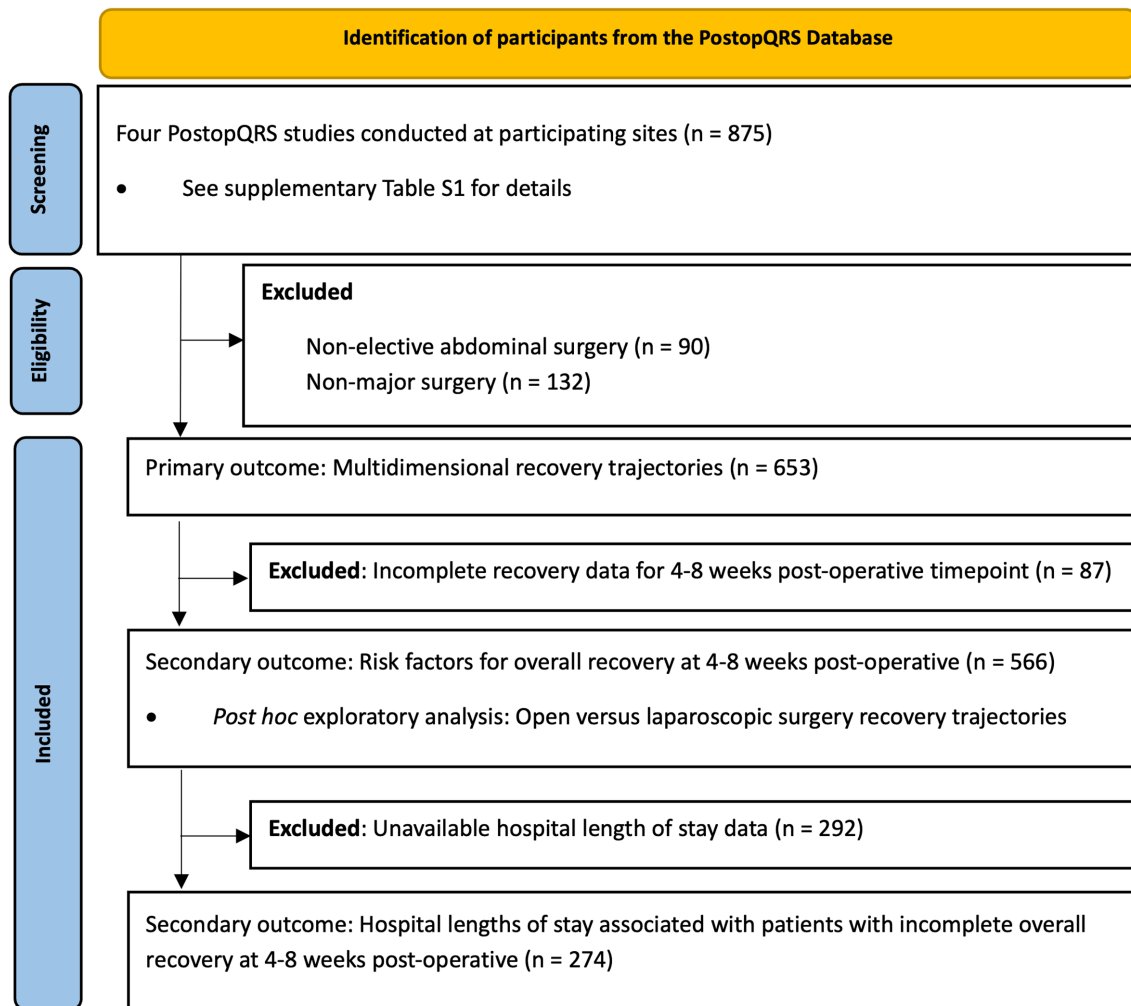 Identification of participants from the PostopQRS Database
Screening
Four PostopQRS studies conducted at participating sites (n = 875)
• See supplementary Table S1 for details
Eligibility
Excluded
Non-elective abdominal surgery (n = 90)
Non-major surgery (n = 132)
Included
Primary outcome: Multidimensional recovery trajectories (n = 653)
Excluded: Incomplete recovery data for 4-8 weeks post-operative timepoint (n = 87)
Secondary outcome: Risk factors for overall recovery at 4-8 weeks post-operative (n = 566)
• Post hoc exploratory analysis: Open versus laparoscopic surgery recovery trajectories
Excluded: Unavailable hospital length of stay data (n = 292)
Secondary outcome: Hospital lengths of stay associated with patients with incomplete overall
recovery at 4-8 weeks post-operative (n = 274)